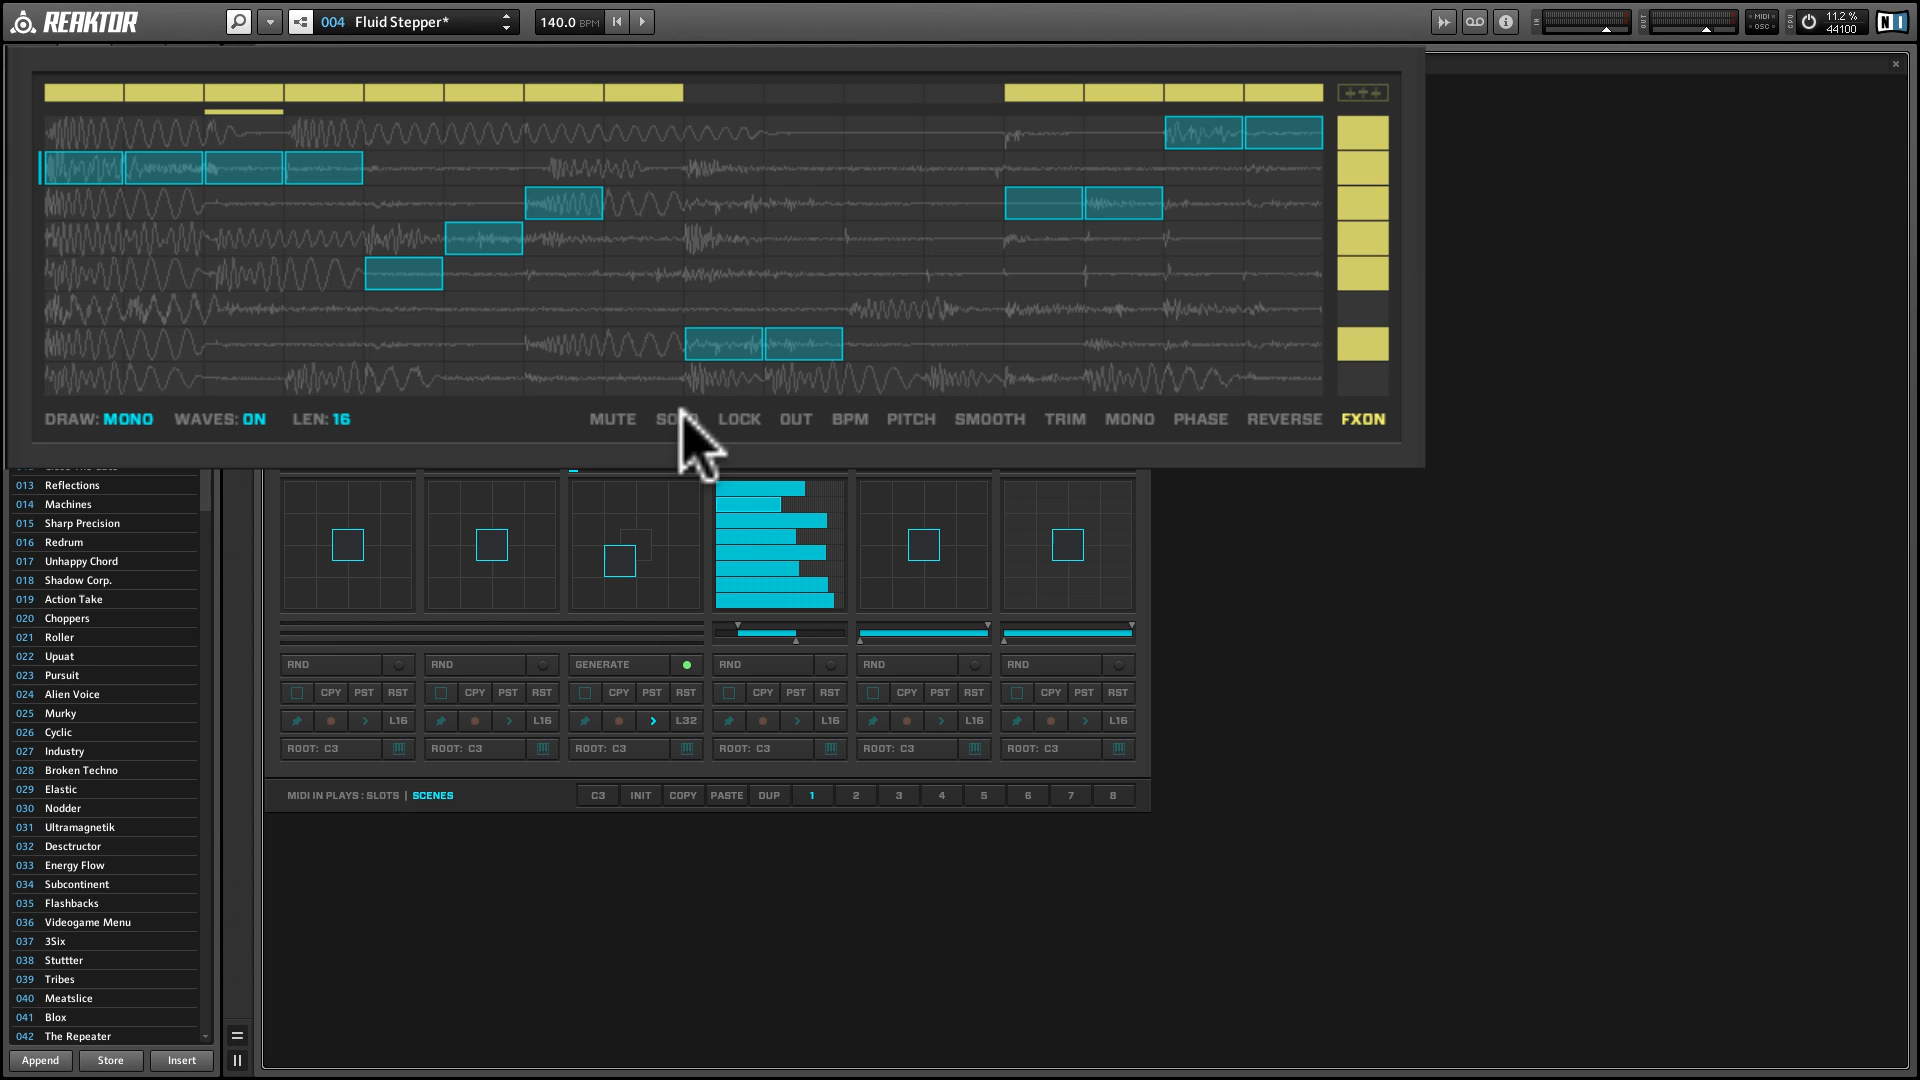 REAKTOR
004 Fluid Stepper*
140.0 BPM
IN
OUT
MIDI
OSC
CPU
11.2 %
44100
NI
DRAW: MONO WAVES: ON LEN: 16
MUTE LOCK OUT BPM PITCH SMOOTH TRIM MONO PHASE REVERSE FXON
013 Reflections
014 Machines
015 Sharp Precision
016 Redrum
017 Unhappy Chord
018 Shadow Corp.
019 Action Take
020 Choppers
021 Roller
022 Upuat
023 Pursuit
024 Alien Voice
025 Murky
026 Cyclic
027 Industry
028 Broken Techno
029 Elastic
030 Nodder
031 Ultramagnetik
032 Desctructor
033 Energy Flow
034 Subcontinent
035 Flashbacks
036 Videogame Menu
037 3Six
038 Stuttter
039 Tribes
040 Meatslice
041 Blox
042 The Repeater
Append Store Insert
RND RND GENERATE RND RND RND
CPY PST RST CPY PST RST CPY PST RST CPY PST RST CPY PST RST CPY PST RST
L16 L16 L32 L16 L16 L16
ROOT: C3 ROOT: C3 ROOT: C3 ROOT: C3 ROOT: C3 ROOT: C3
MIDI IN PLAYS : SLOTS | SCENES
C3 INIT COPY PASTE DUP 1 2 3 4 5 6 7 8